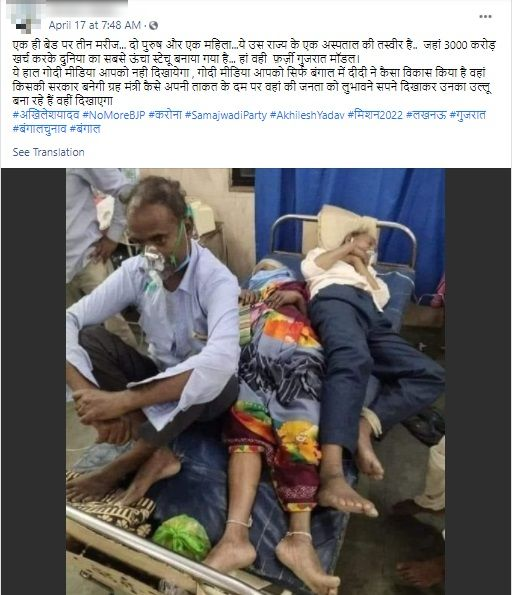 April 17 at 7:48 AM ·
एक ही बेड पर तीन मरीज... दो पुरुष और एक महिला...ये उस राज्य के एक अस्पताल की तस्वीर है.. जहां 3000 करोड़
खर्च करके दुनिया का सबसे ऊंचा स्टेचू बनाया गया है... हां वही फर्ज़ी गुजरात मॉडल।
ये हाल गोदी मीडिया आपको नही दिखायेगा , गोदी मीडिया आपको सिर्फ बंगाल में दीदी ने कैसा विकास किया है वहां
किसकी सरकार बनेगी ग्रह मंत्री कैसे अपनी ताकत के दम पर वहां की जनता को लुभावने सपने दिखाकर उनका उल्लू
बना रहे हैं वहीं दिखाएगा
#अखिलेशयादव #NoMoreBJP #करोना #SamajwadiParty #AkhileshYadav #मिशन2022 #लखनऊ #गुजरात
#बंगालचुनाव #बंगाल
See Translation